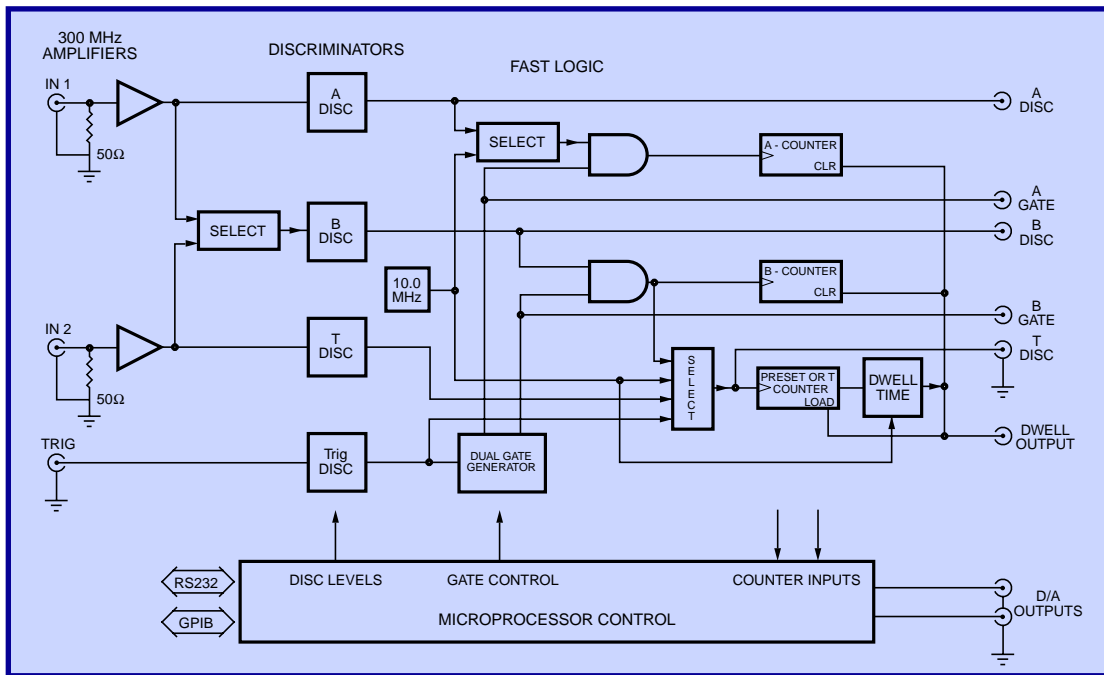 300 MHz
AMPLIFIERS
DISCRIMINATORS
FAST LOGIC
IN 1
50Ω
A
DISC
SELECT
A - COUNTER
CLR
A
DISC
A
GATE
SELECT
B
DISC
B
DISC
10.0
MHz
B - COUNTER
CLR
B
GATE
IN 2
50Ω
T
DISC
SELECT
PRESET OR T
COUNTER
LOAD
DWELL
TIME
T
DISC
DWELL
OUTPUT
TRIG
Trig
DISC
DUAL GATE
GENERATOR
RS232
GPIB
DISC LEVELS
GATE CONTROL
COUNTER INPUTS
MICROPROCESSOR CONTROL
D/A
OUTPUTS